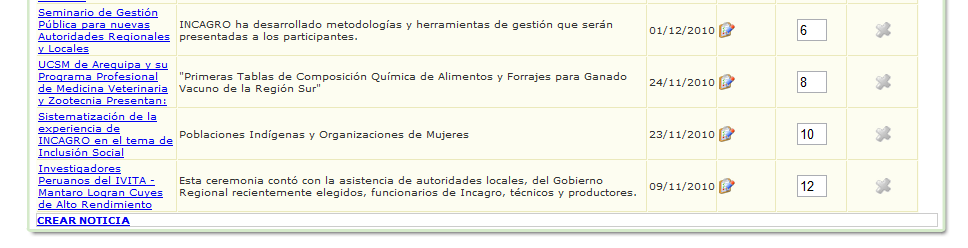 Seminario de Gestión
Pública para nuevas
Autoridades Regionales
y Locales
INCAGRO ha desarrollado metodologías y herramientas de gestión que serán
presentadas a los participantes.
01/12/2010
6
UCSM de Arequipa y su
Programa Profesional
de Medicina Veterinaria
y Zootecnia Presentan:
"Primeras Tablas de Composición Química de Alimentos y Forrajes para Ganado
Vacuno de la Región Sur"
24/11/2010
8
Sistematización de la
experiencia de
INCAGRO en el tema de
Inclusión Social
Poblaciones Indígenas y Organizaciones de Mujeres
23/11/2010
10
Investigadores
Peruanos del IVITA -
Mantaro Logran Cuyes
de Alto Rendimiento
Esta ceremonia contó con la asistencia de autoridades locales, del Gobierno
Regional recientemente elegidos, funcionarios de Incagro, técnicos y productores.
09/11/2010
12
CREAR NOTICIA